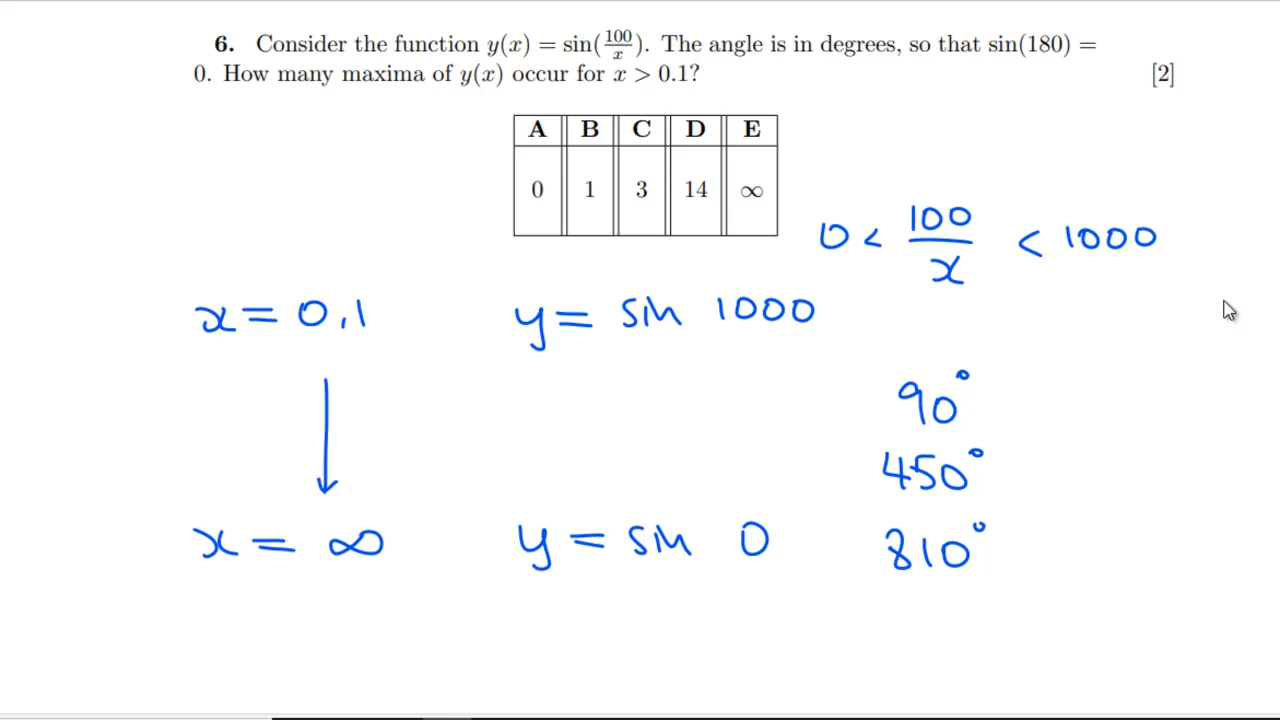 6. Consider the function y(x) = sin(100/x). The angle is in degrees, so that sin(180) =
0. How many maxima of y(x) occur for x > 0.1? [2]
A B C D E
0 1 3 14 ∞
0 < 100/x < 1000
x = 0.1 y = sin 1000
90°
450°
x = ∞ y = sin 0 810°